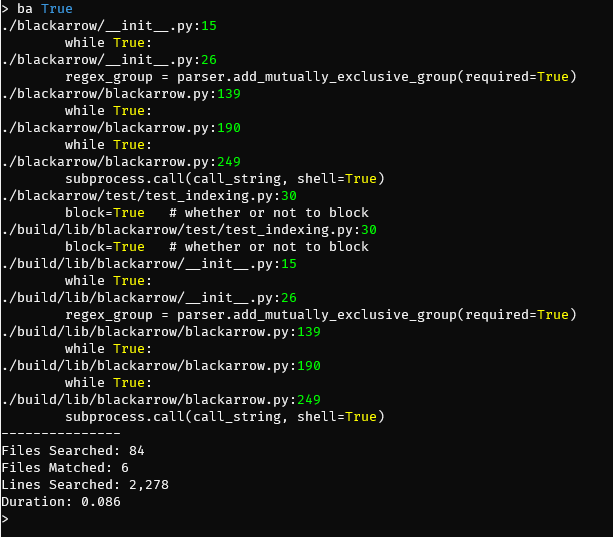 > ba True
./blackarrow/__init__.py:15
        while True:
./blackarrow/__init__.py:26
        regex_group = parser.add_mutually_exclusive_group(required=True)
./blackarrow/blackarrow.py:139
        while True:
./blackarrow/blackarrow.py:190
        while True:
./blackarrow/blackarrow.py:249
        subprocess.call(call_string, shell=True)
./blackarrow/test/test_indexing.py:30
        block=True   # whether or not to block
./build/lib/blackarrow/test/test_indexing.py:30
        block=True   # whether or not to block
./build/lib/blackarrow/__init__.py:15
        while True:
./build/lib/blackarrow/__init__.py:26
        regex_group = parser.add_mutually_exclusive_group(required=True)
./build/lib/blackarrow/blackarrow.py:139
        while True:
./build/lib/blackarrow/blackarrow.py:190
        while True:
./build/lib/blackarrow/blackarrow.py:249
        subprocess.call(call_string, shell=True)
---------------
Files Searched: 84
Files Matched: 6
Lines Searched: 2,278
Duration: 0.086
>